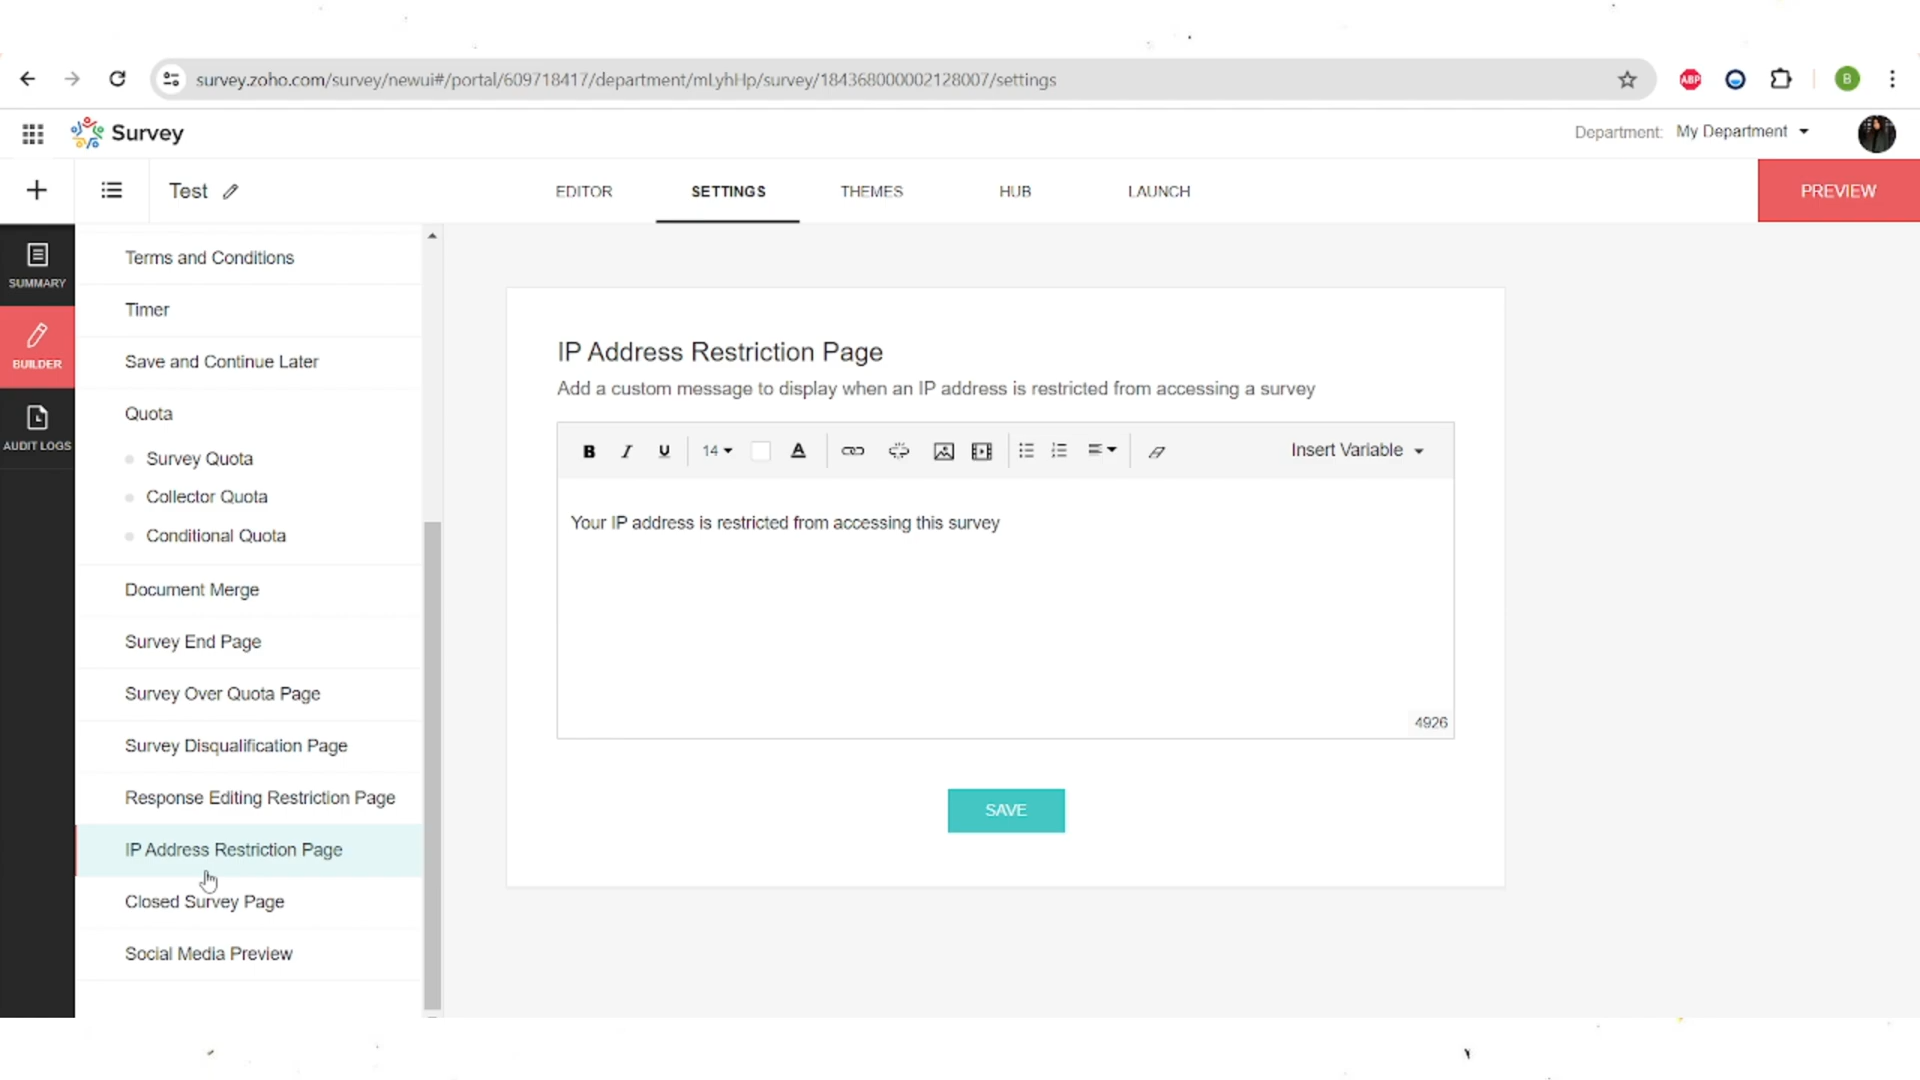 survey.zoho.com/survey/newui#/portal/609718417/department/mLyhHp/survey/184368000002128007/settings
ABP
B
Survey
Department: My Department
Test
EDITOR
SETTINGS
THEMES
HUB
LAUNCH
PREVIEW
SUMMARY
BUILDER
AUDIT LOGS
Terms and Conditions
Timer
Save and Continue Later
Quota
Survey Quota
Collector Quota
Conditional Quota
Document Merge
Survey End Page
Survey Over Quota Page
Survey Disqualification Page
Response Editing Restriction Page
IP Address Restriction Page
Closed Survey Page
Social Media Preview
IP Address Restriction Page
Add a custom message to display when an IP address is restricted from accessing a survey
B I U 14 A Insert Variable
Your IP address is restricted from accessing this survey
4926
SAVE